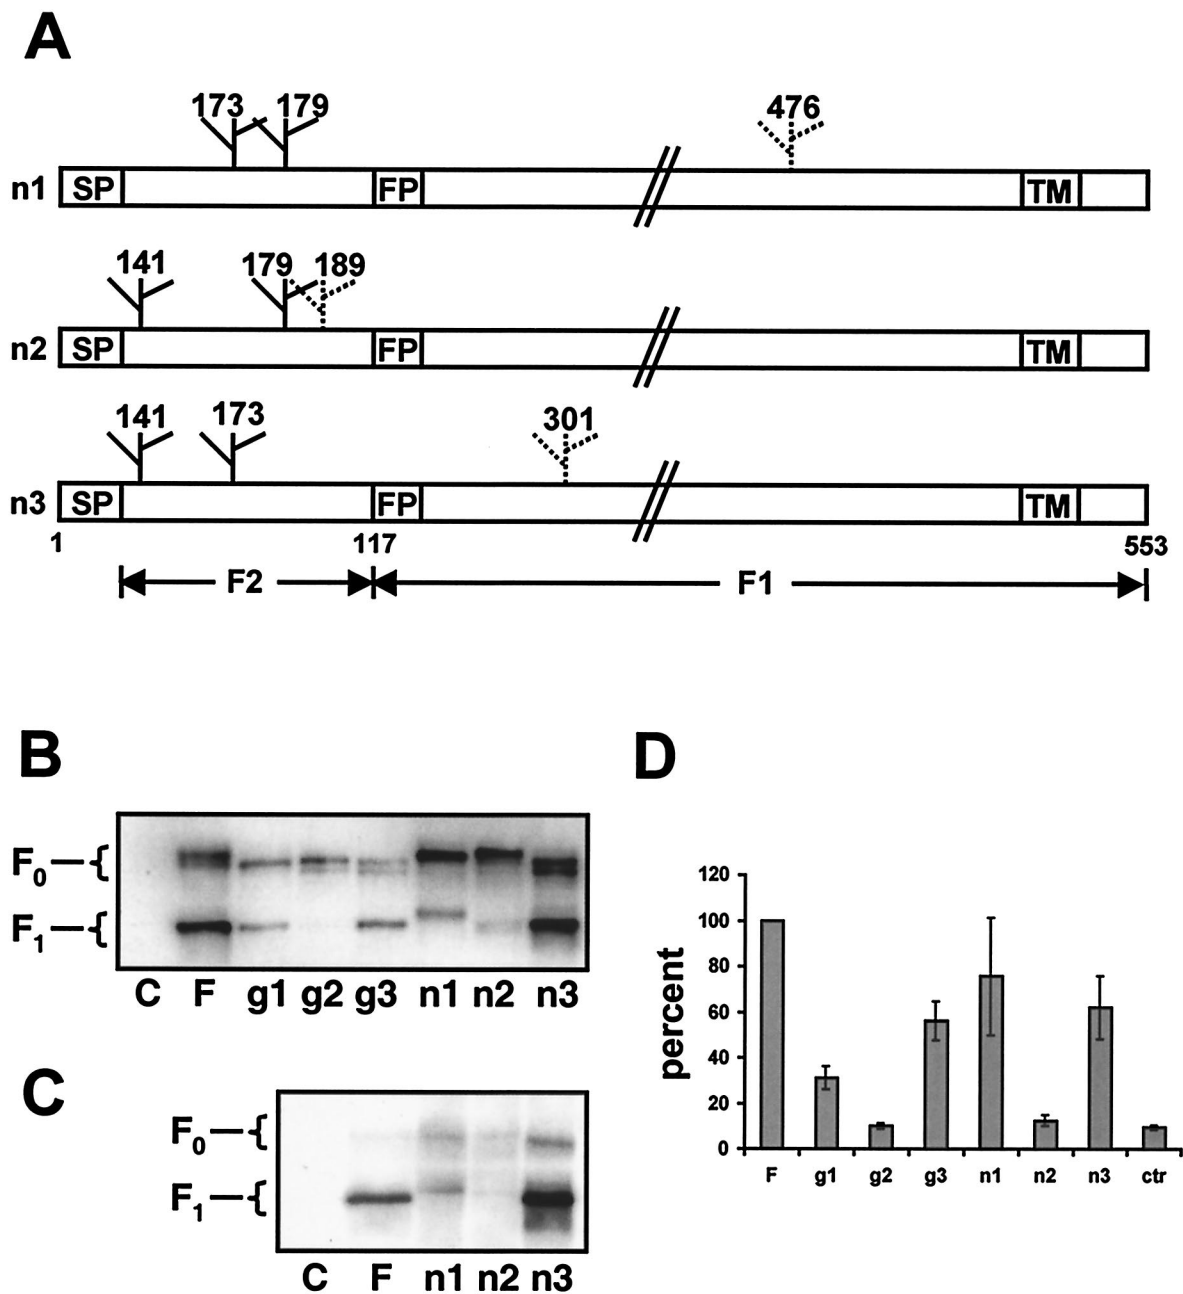 A
173 179 476
n1 SP FP TM
141 179 189
n2 SP FP TM
141 173 301
n3 SP FP TM
1 117 553
F2 F1
B
F0
F1
C F g1 g2 g3 n1 n2 n3
C
F0
F1
C F n1 n2 n3
D
percent
120
100
80
60
40
20
0
F g1 g2 g3 n1 n2 n3 ctr